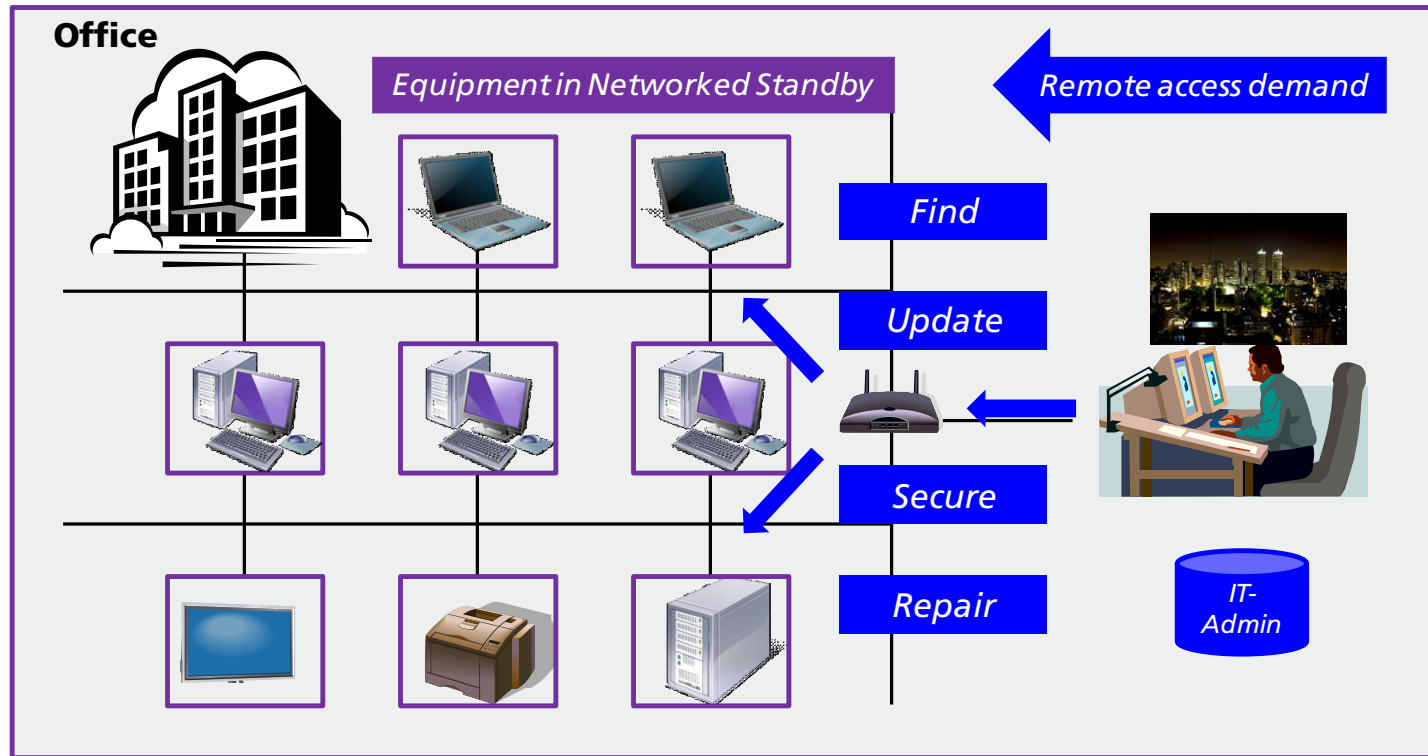 Office
Equipment in Networked Standby
Remote access demand
Find
Update
Secure
Repair
IT-
Admin